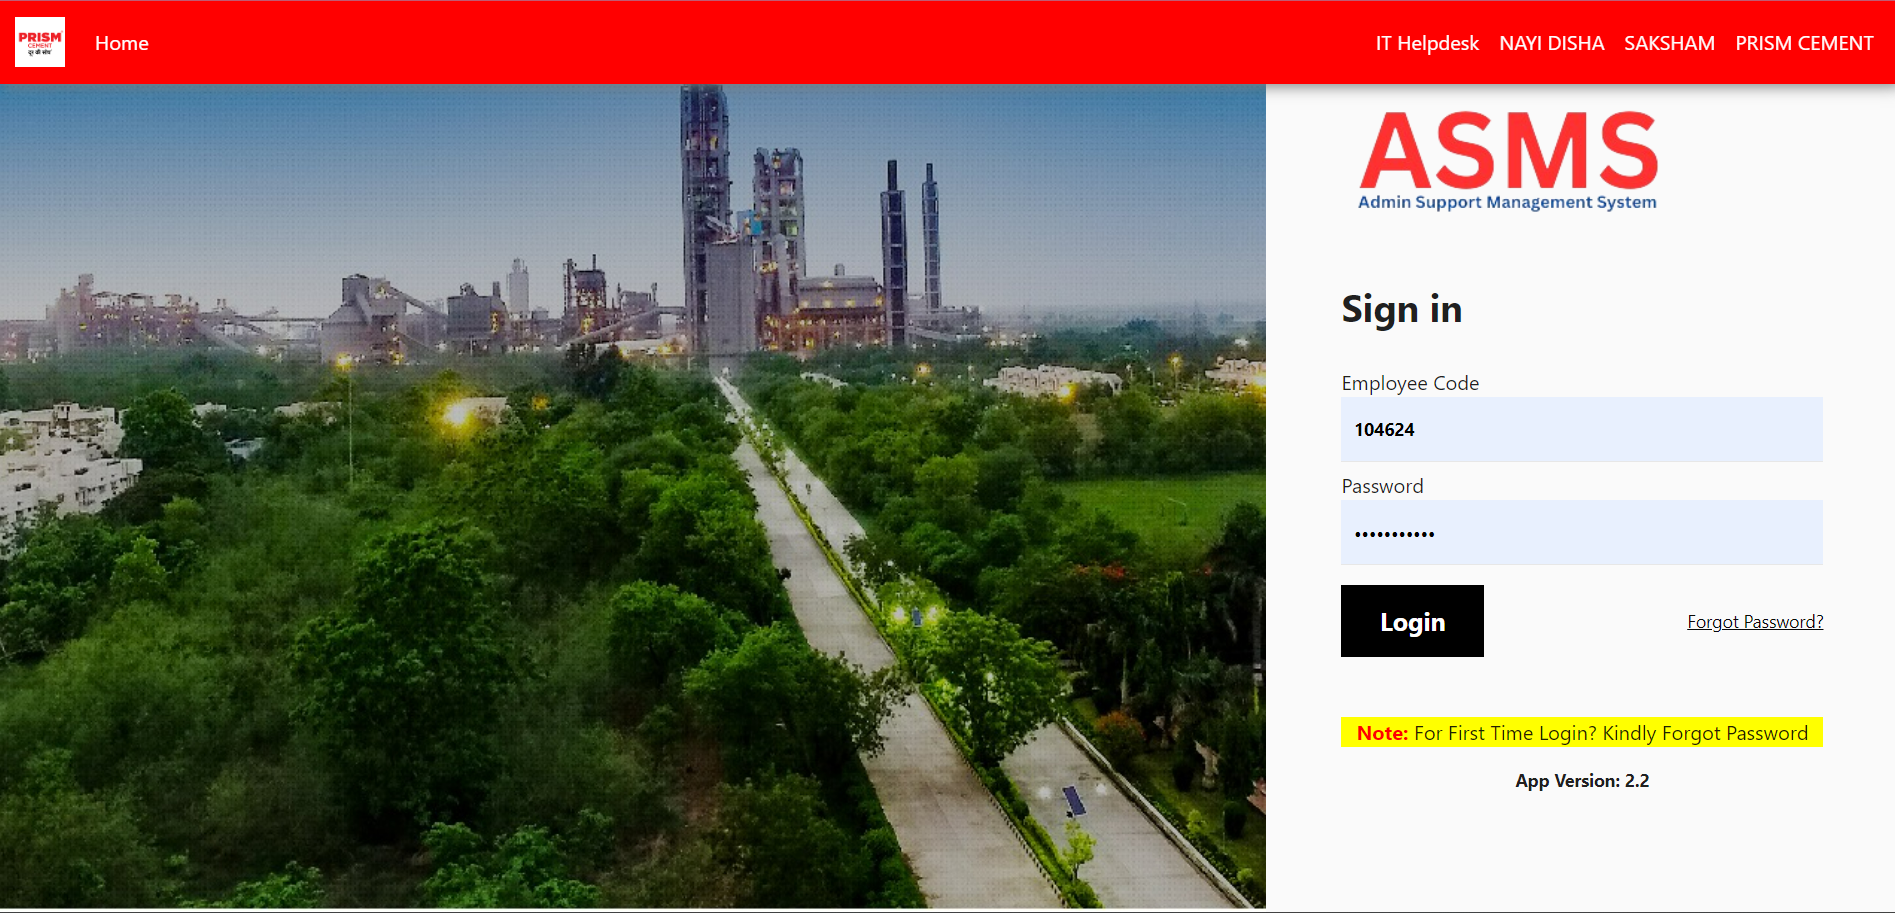 PRISM
CEMENT
दूर की सोच
Home
IT Helpdesk
NAYI DISHA
SAKSHAM
PRISM CEMENT
ASMS
Admin Support Management System
Sign in
Employee Code
104624
Password
•••••••••••
Login
Forgot Password?
Note: For First Time Login? Kindly Forgot Password
App Version: 2.2